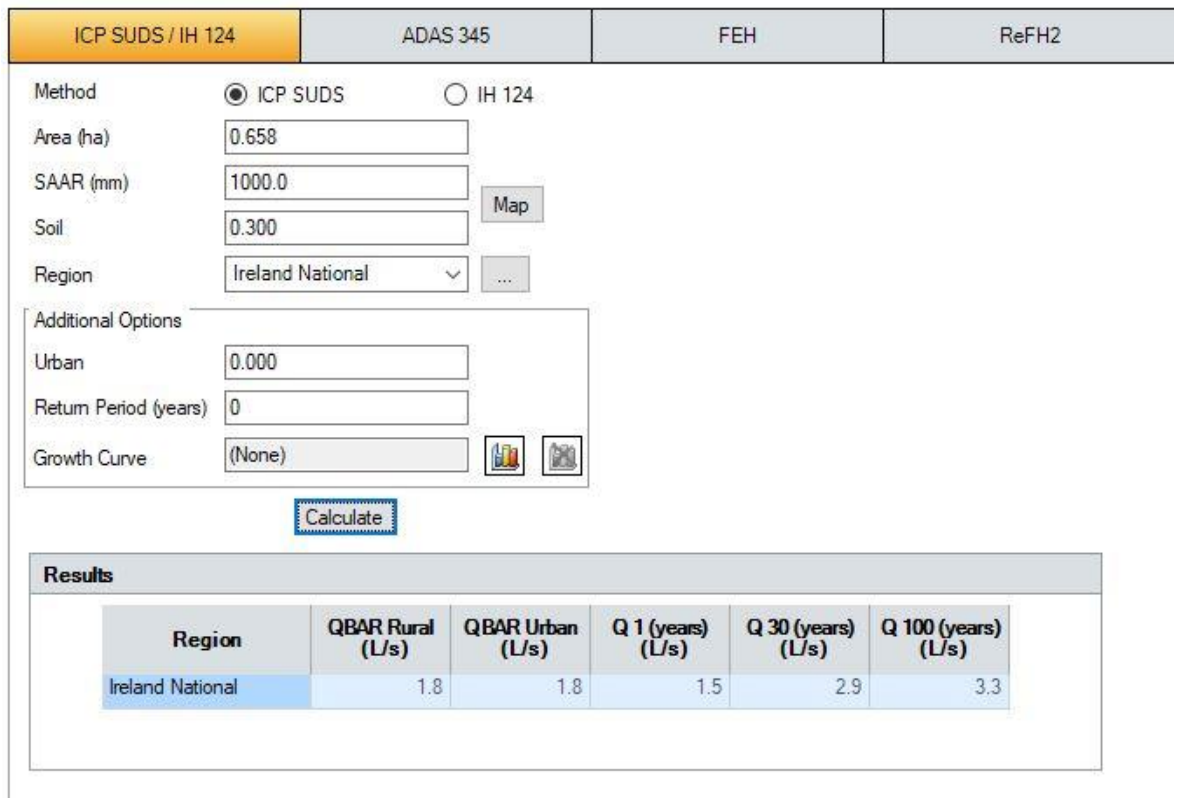 ICP SUDS / IH 124 ADAS 345 FEH ReFH2
Method ICP SUDS IH 124
Area (ha) 0.658
SAAR (mm) 1000.0
Map
Soil 0.300
Region Ireland National ...
Additional Options
Urban 0.000
Return Period (years) 0
Growth Curve (None)
Calculate
Results
Region QBAR Rural (L/s) QBAR Urban (L/s) Q 1 (years) (L/s) Q 30 (years) (L/s) Q 100 (years) (L/s)
Ireland National 1.8 1.8 1.5 2.9 3.3